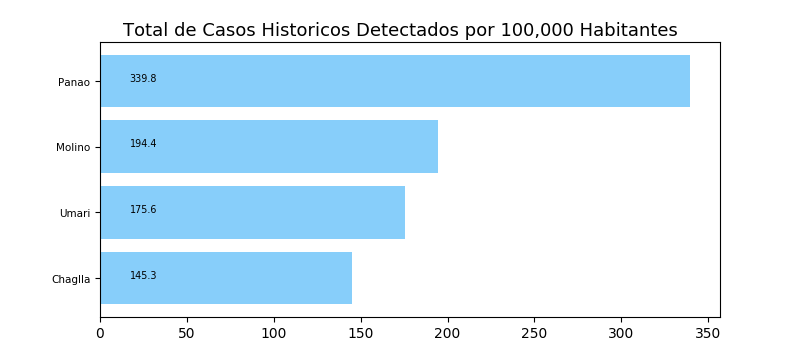 Total de Casos Historicos Detectados por 100,000 Habitantes
Panao 339.8
Molino 194.4
Umari 175.6
Chaglla 145.3
0 50 100 150 200 250 300 350